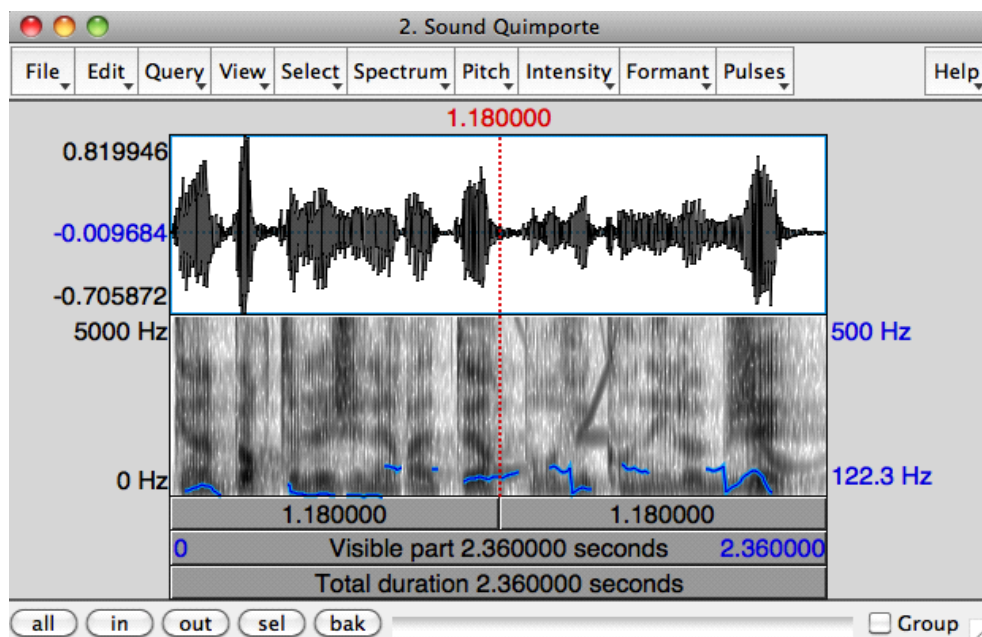 2. Sound Quimporte
File Edit Query View Select Spectrum Pitch Intensity Formant Pulses Help
1.180000
0.819946
-0.009684
-0.705872
5000 Hz 500 Hz
0 Hz 122.3 Hz
1.180000 1.180000
0 Visible part 2.360000 seconds 2.360000
Total duration 2.360000 seconds
all in out sel bak Group